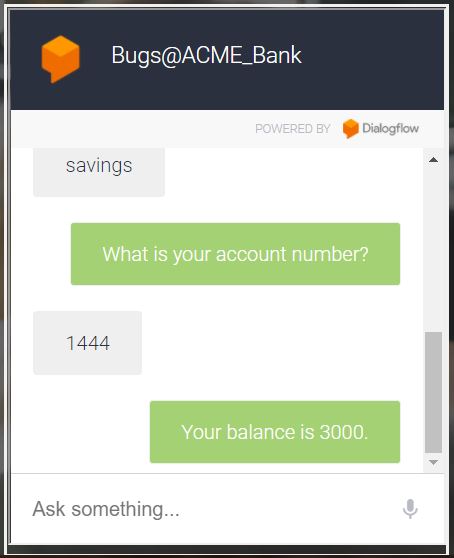 Bugs@ACME_Bank
POWERED BY Dialogflow
savings
What is your account number?
1444
Your balance is 3000.
Ask something...